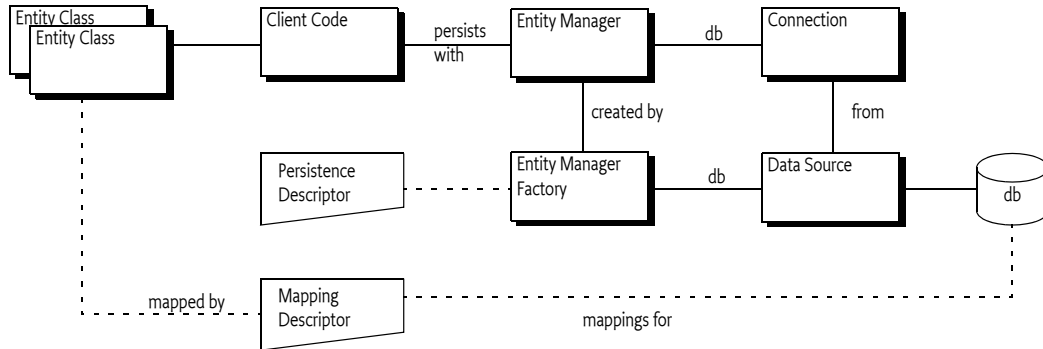 Entity Class
Entity Class
Client Code
persists
with
Entity Manager
db
Connection
created by
from
Persistence
Descriptor
Entity Manager
Factory
db
Data Source
db
mapped by
Mapping
Descriptor
mappings for